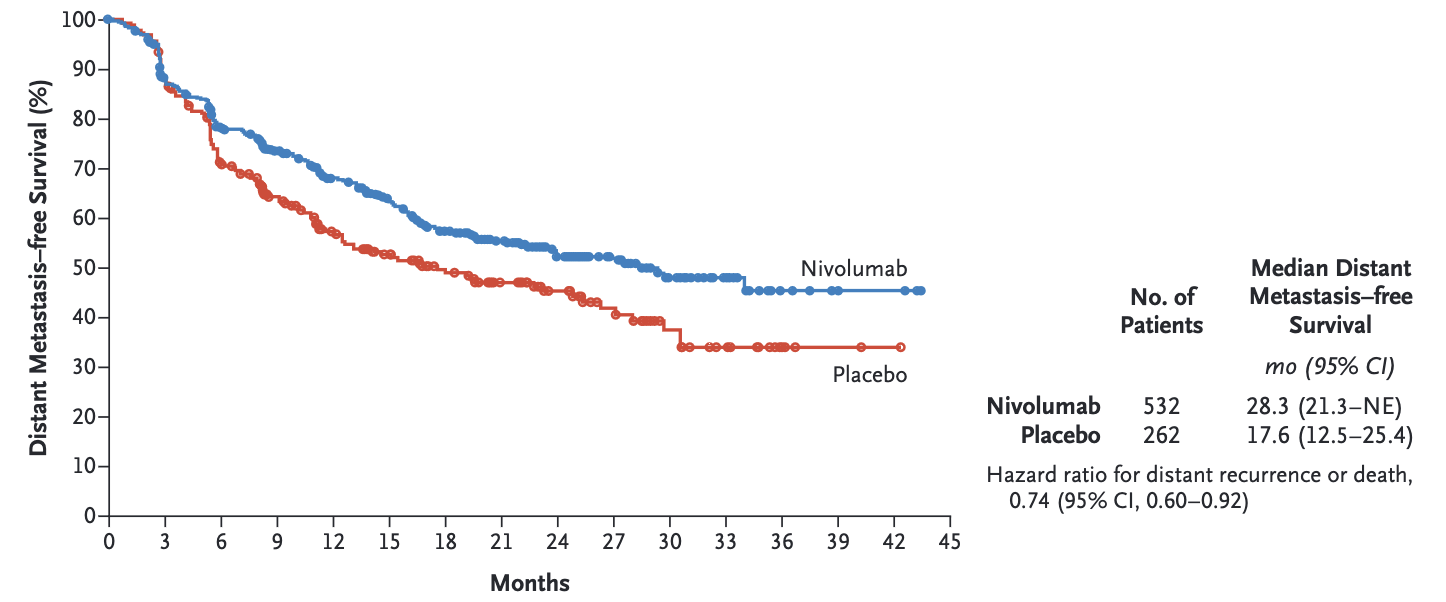 Distant Metastasis–free Survival (%)
100
90
80
70
60
50
40
30
20
10
0
0 3 6 9 12 15 18 21 24 27 30 33 36 39 42 45
Months
Nivolumab
Placebo
No. of
Patients
Median Distant
Metastasis–free
Survival
mo (95% CI)
Nivolumab 532 28.3 (21.3–NE)
Placebo 262 17.6 (12.5–25.4)
Hazard ratio for distant recurrence or death,
0.74 (95% CI, 0.60–0.92)